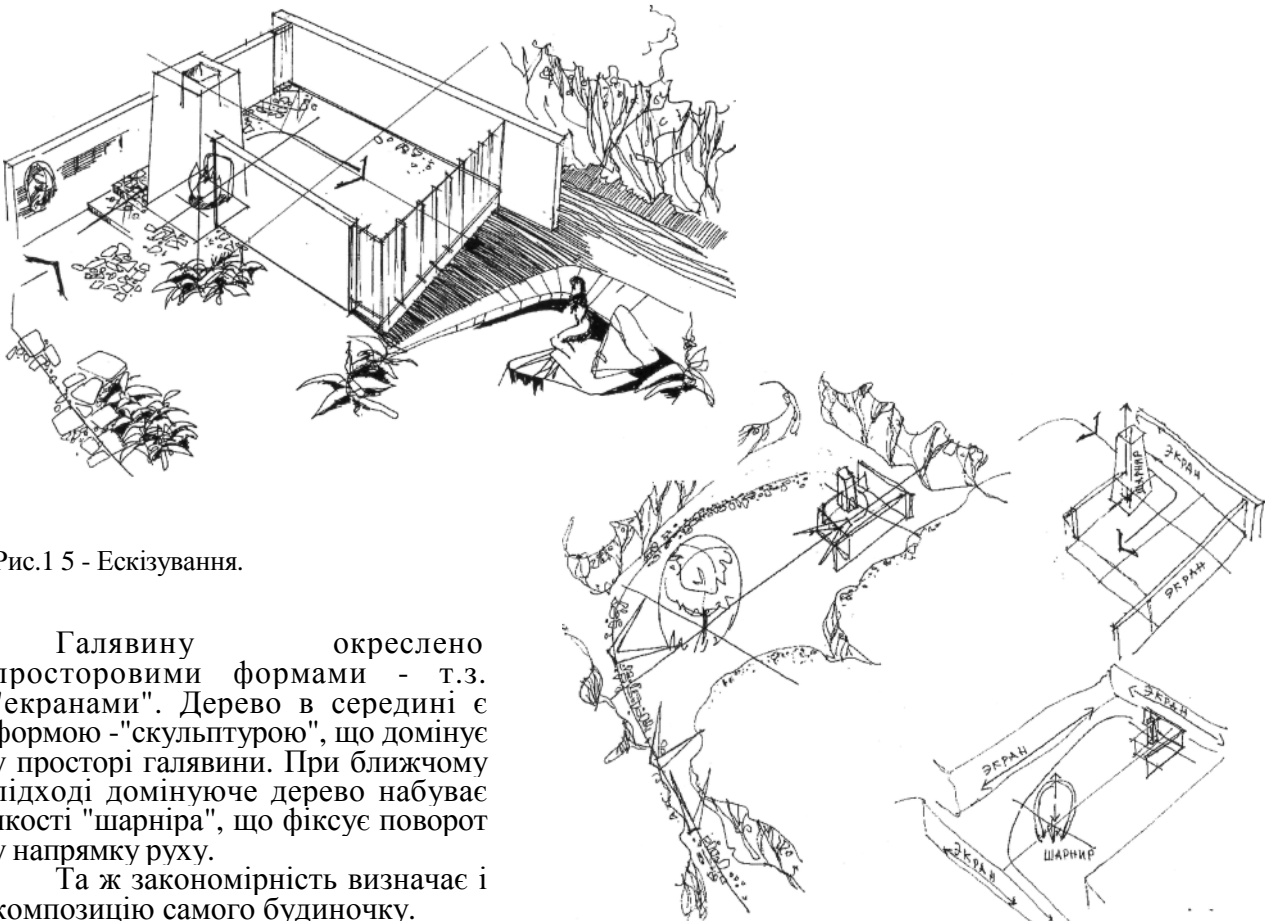 Рис.1 5 - Ескізування.
Галявину окреслено
просторовими формами - т.з.
"екранами". Дерево в середині є
формою -"скульптурою", що домінує
у просторі галявини. При ближчому
підході домінуюче дерево набуває
якості "шарніра", що фіксує поворот
у напрямку руху.
Та ж закономірність визначає і
композицію самого будиночку.
ЭКРАН
ШАРНИР
ЭКРАН
ЭКРАН
ЭКРАН
ШАРНИР
ЭКРАН